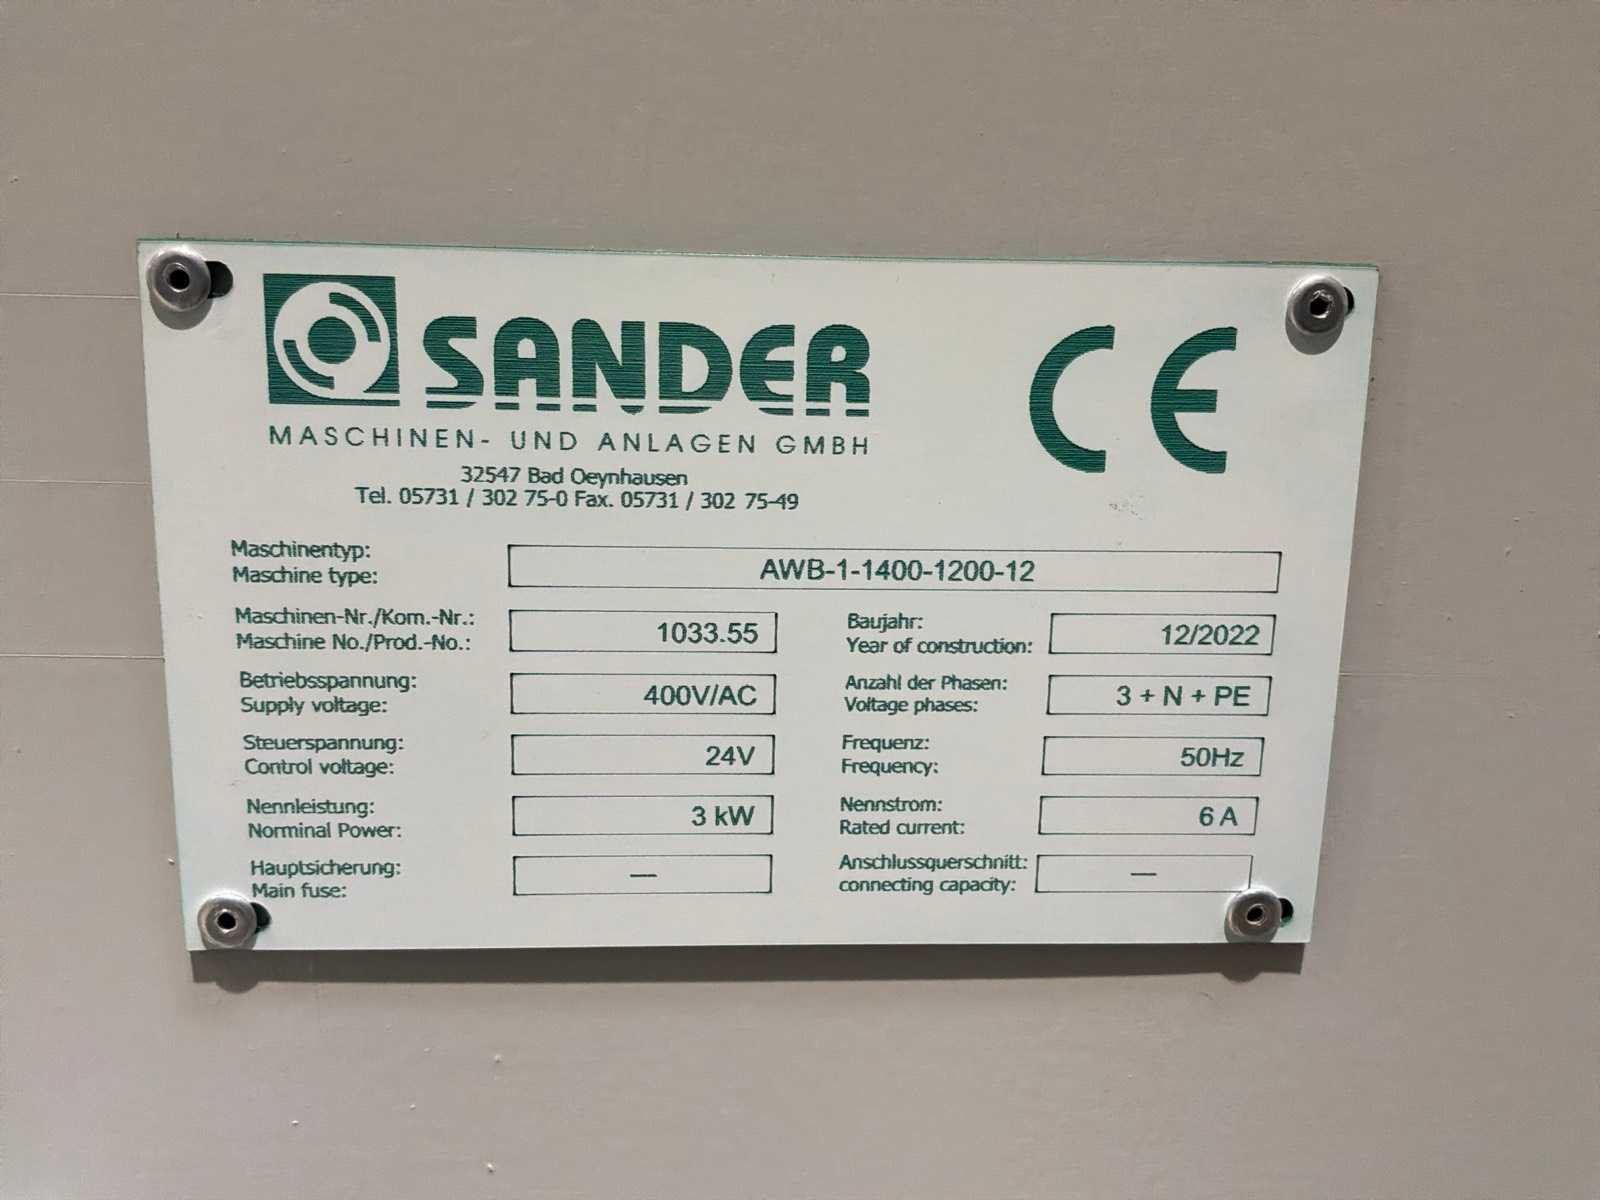 SANDER
CE
MASCHINEN- UND ANLAGEN GMBH
32547 Bad Oeynhausen
Tel. 05731 / 302 75-0 Fax. 05731 / 302 75-49
Maschinentyp:
Maschine type:
AWB-1-1400-1200-12
Maschinen-Nr./Kom.-Nr.:
Maschine No./Prod.-No.:
1033.55
Baujahr:
Year of construction:
12/2022
Betriebsspannung:
Supply voltage:
400V/AC
Anzahl der Phasen:
Voltage phases:
3 + N + PE
Steuerspannung:
Control voltage:
24V
Frequenz:
Frequency:
50Hz
Nennleistung:
Norminal Power:
3 kW
Nennstrom:
Rated current:
6 A
Hauptsicherung:
Main fuse:
—
Anschlussquerschnitt:
connecting capacity:
—